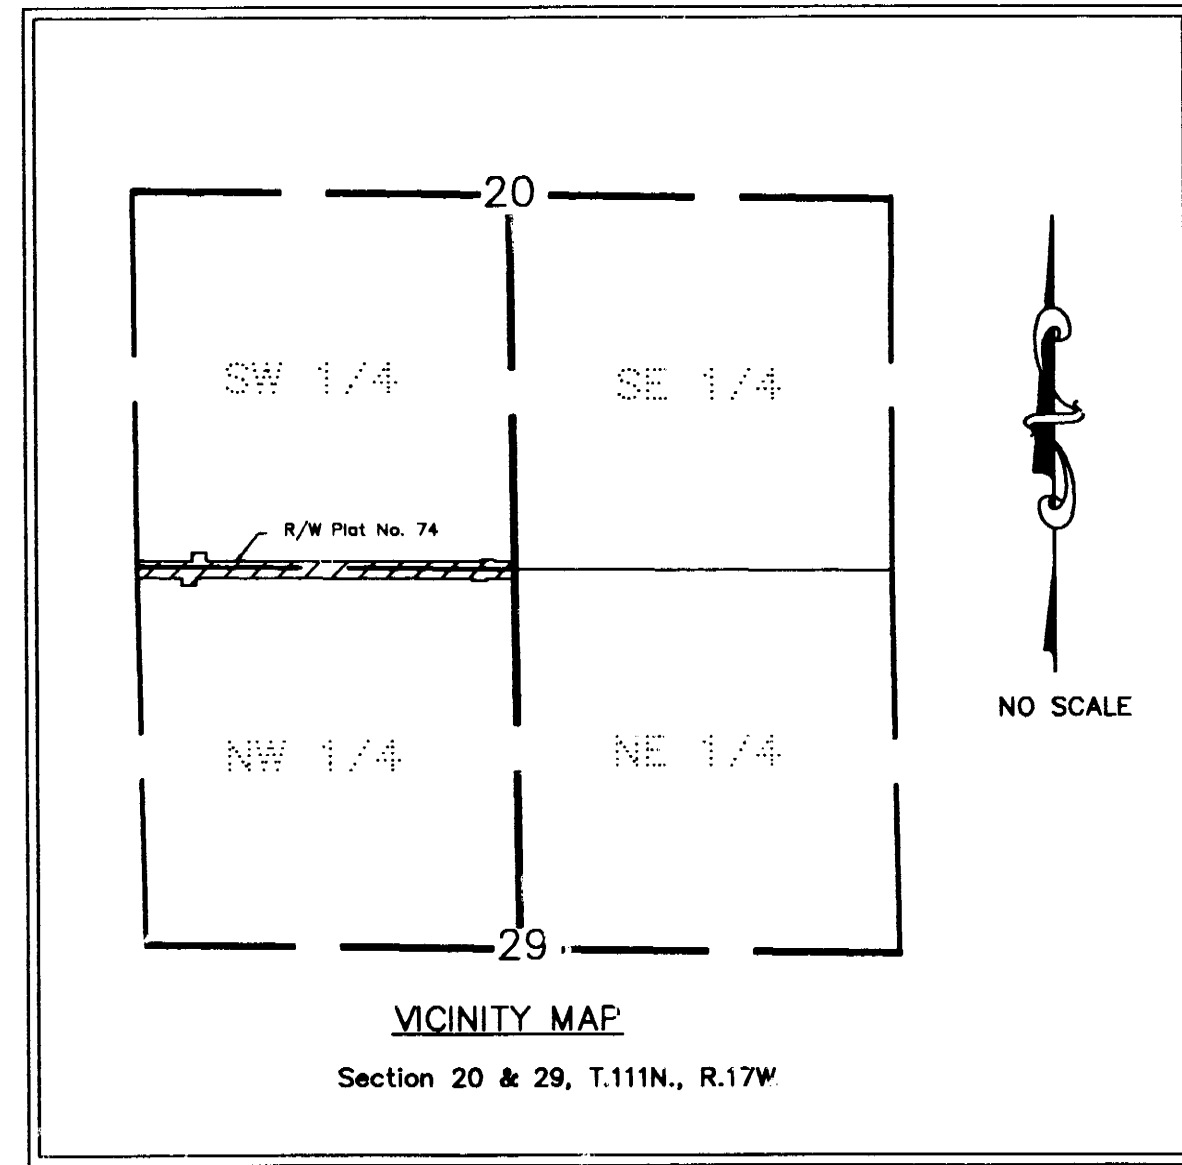 20
SW 1/4
SE 1/4
R/W Plat No. 74
NO SCALE
NW 1/4
NE 1/4
29
VICINITY MAP
Section 20 & 29, T.111N., R.17W.